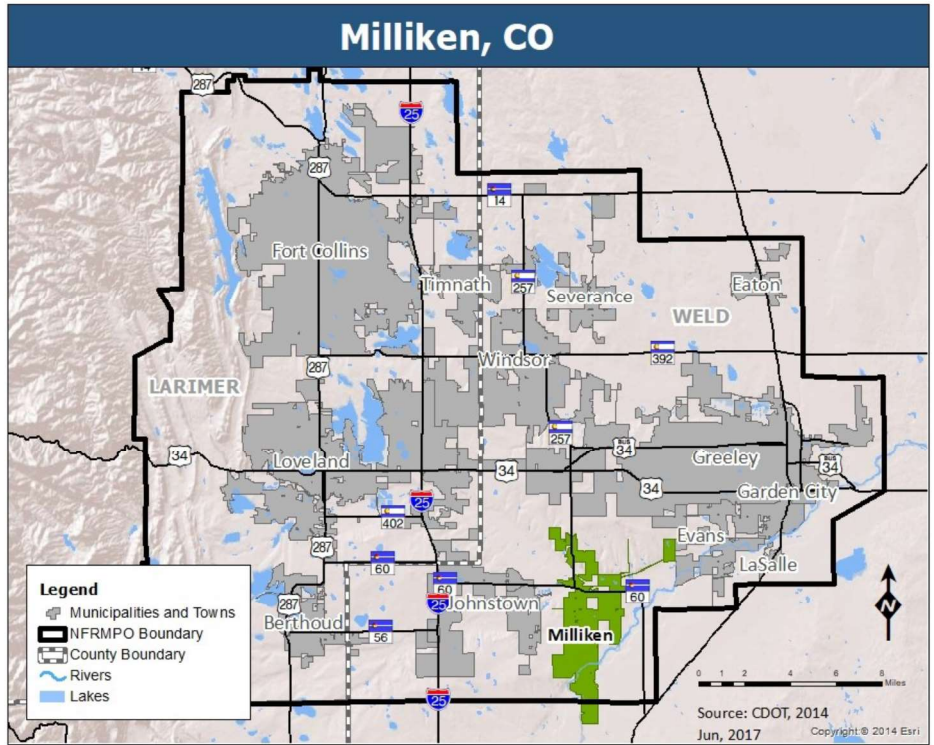 Milliken, CO
287
25
287
14
Fort Collins
Timnath
257
Severance
Eaton
WELD
287
Windsor
392
LARIMER
257
BUS
34
34
Loveland
34
Greeley
BUS
34
34
Garden City
25
402
Evans
287
60
LaSalle
60
60
287
25
Johnstown
Berthoud
56
Milliken
25
Legend
Municipalities and Towns
NFRMPO Boundary
County Boundary
Rivers
Lakes
N
0 1 2 4 6 8
Miles
Source: CDOT, 2014
Jun, 2017
Copyright:© 2014 Esri